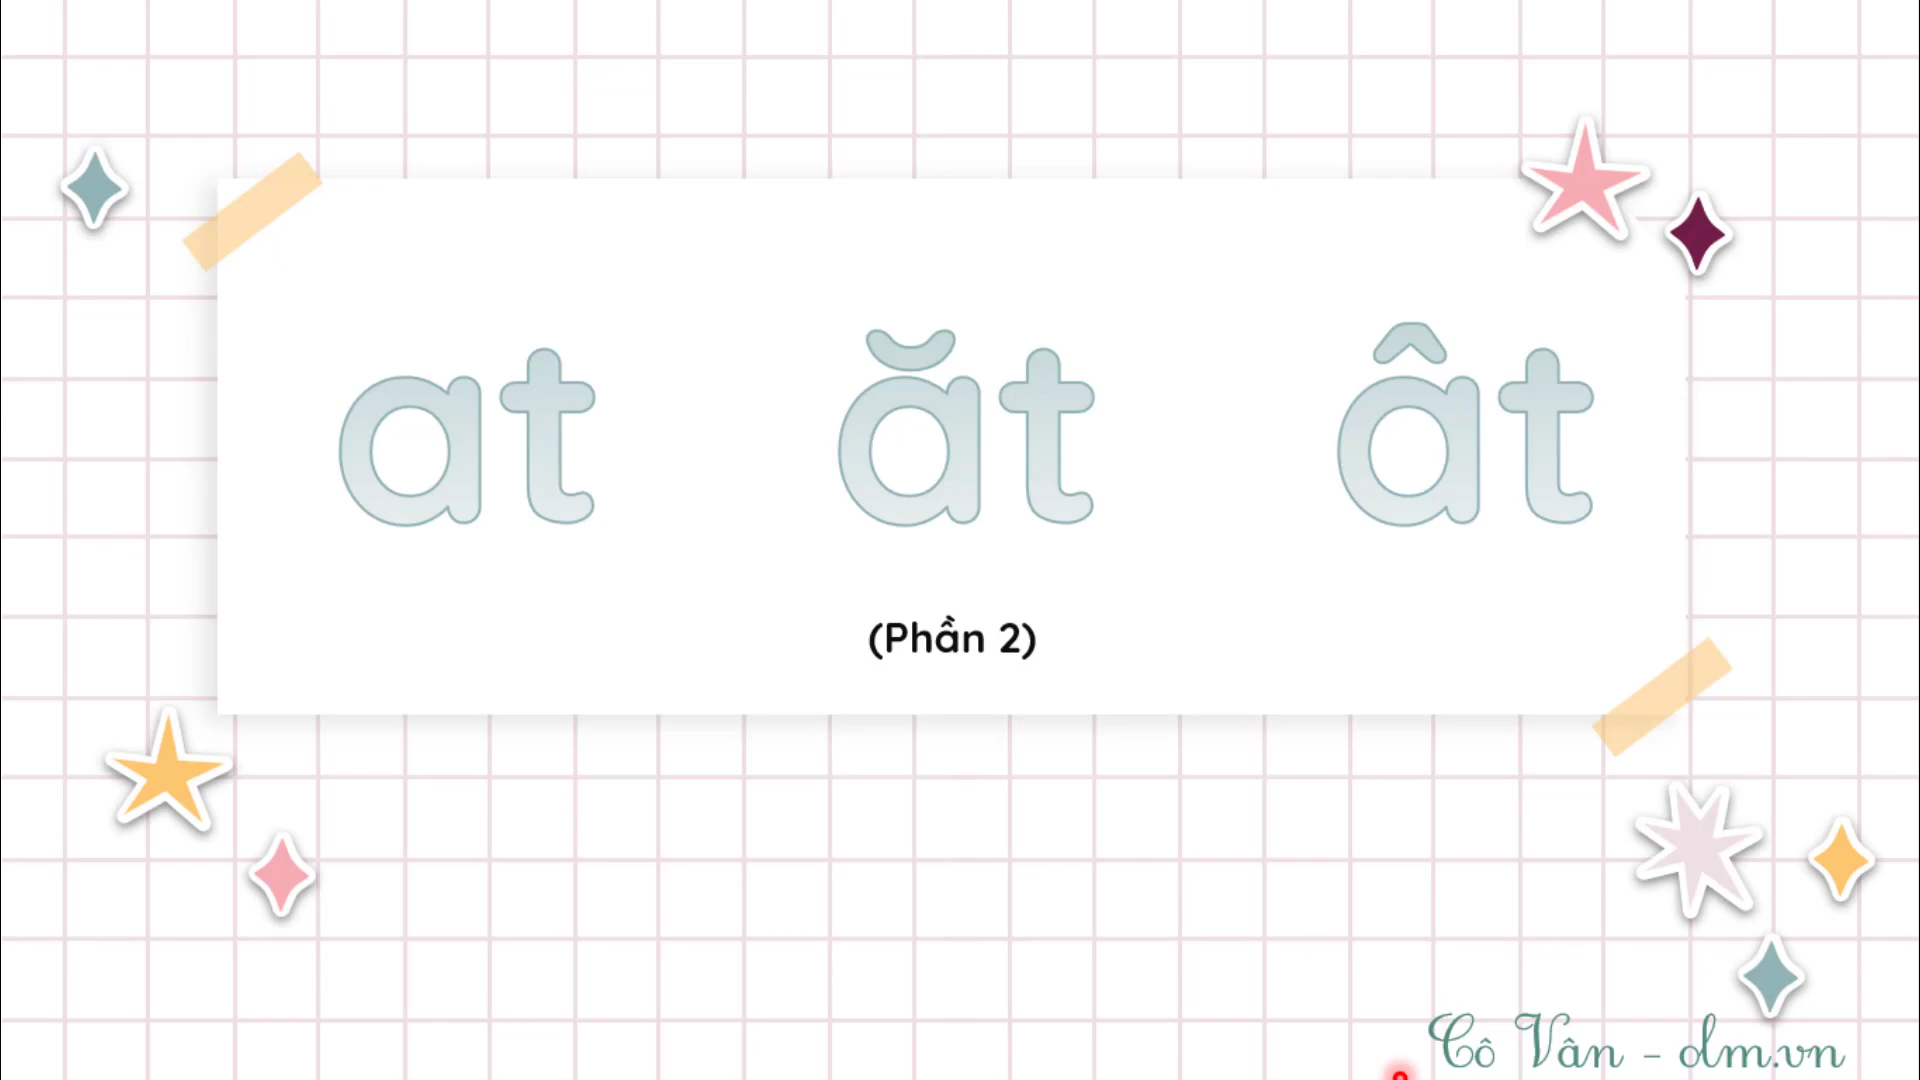 at ăt ât
(Phần 2)
Cô Vân - olm.vn